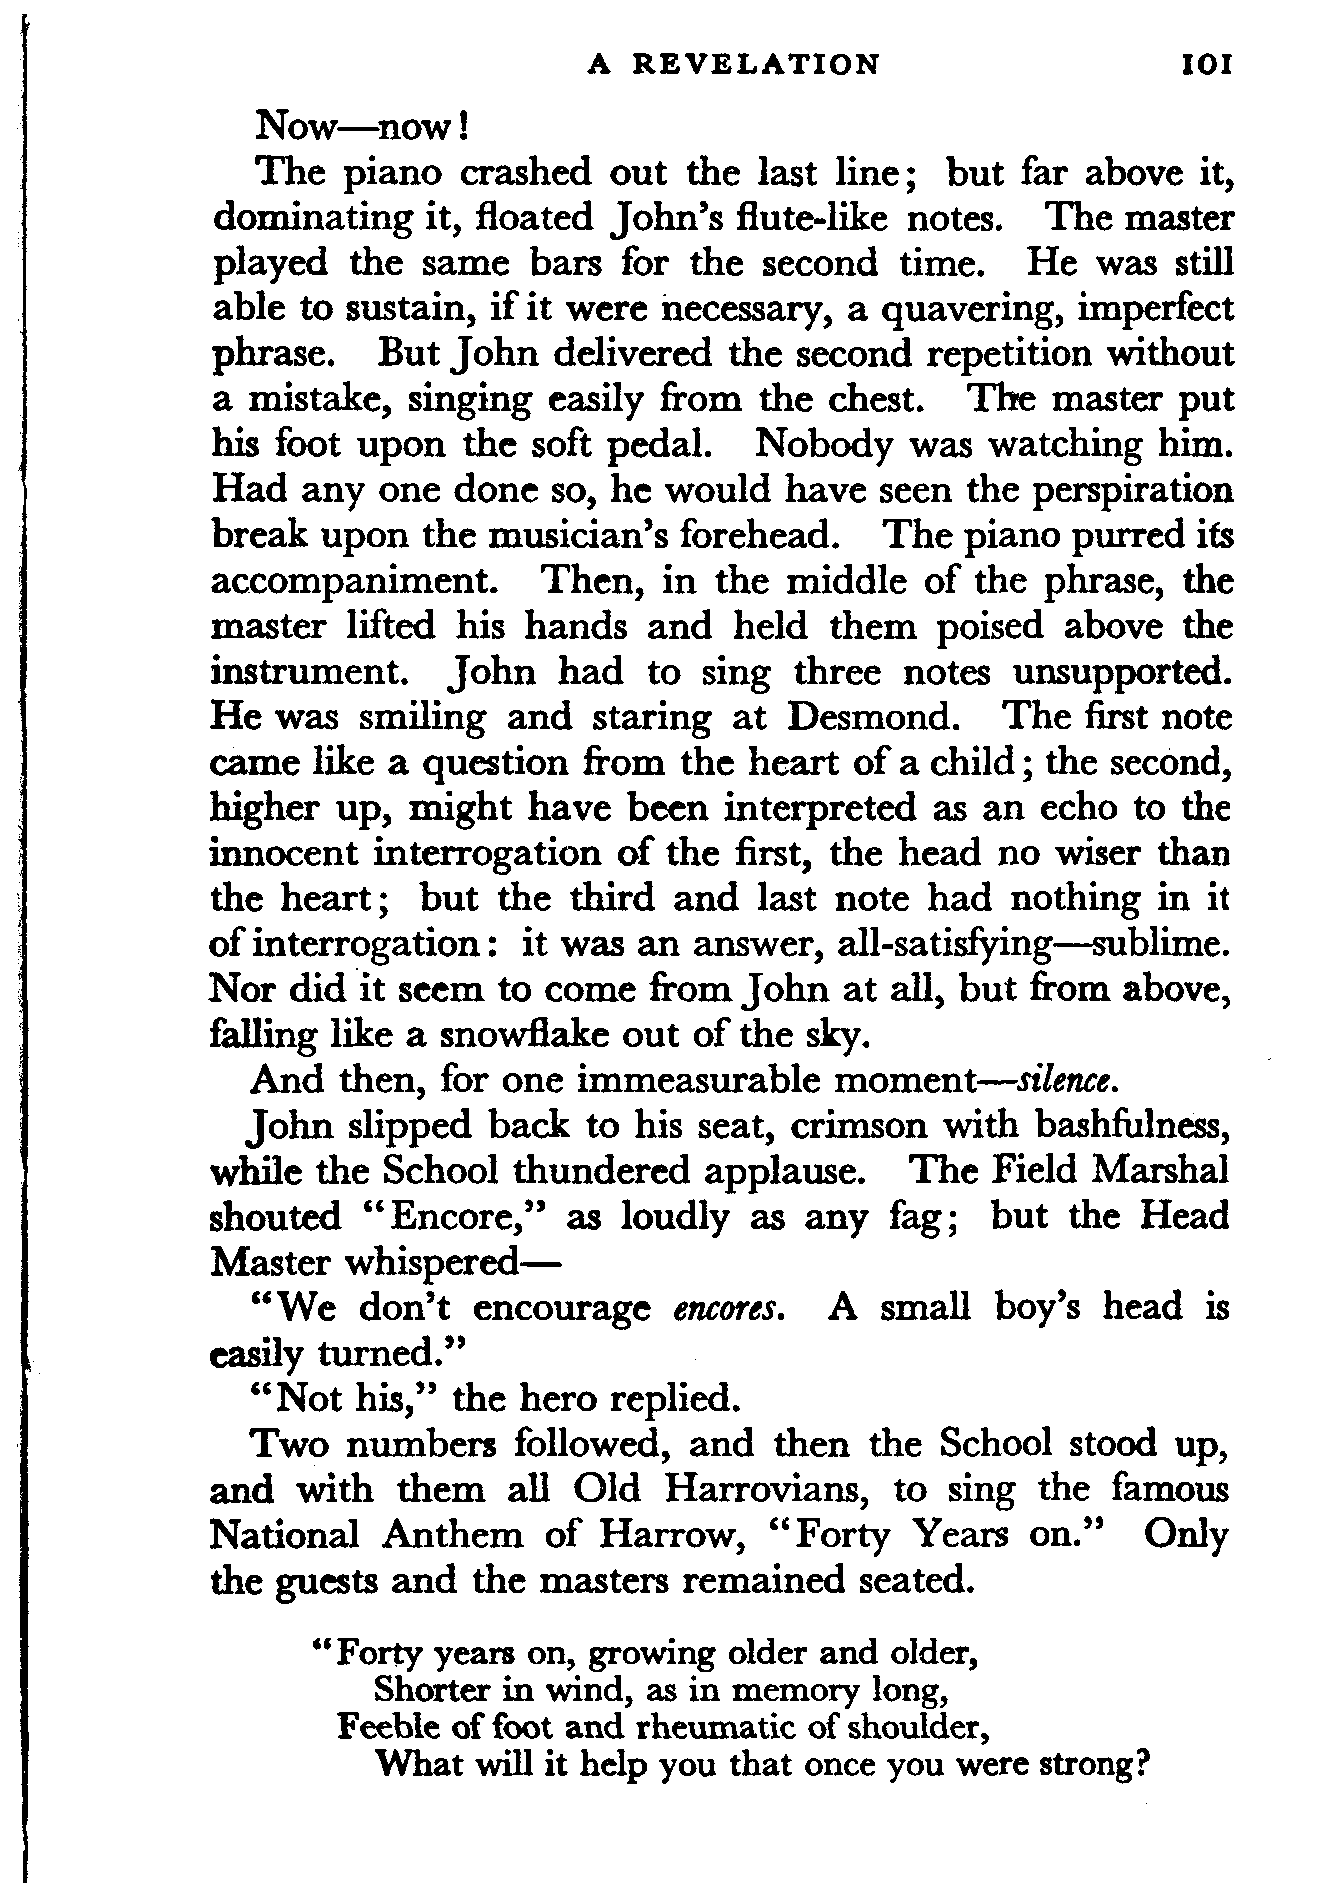 A REVELATION 101
Now—now!
The piano crashed out the last line; but far above it,
dominating it, floated John's flute-like notes. The master
played the same bars for the second time. He was still
able to sustain, if it were necessary, a quavering, imperfect
phrase. But John delivered the second repetition without
a mistake, singing easily from the chest. The master put
his foot upon the soft pedal. Nobody was watching him.
Had any one done so, he would have seen the perspiration
break upon the musician's forehead. The piano purred its
accompaniment. Then, in the middle of the phrase, the
master lifted his hands and held them poised above the
instrument. John had to sing three notes unsupported.
He was smiling and staring at Desmond. The first note
came like a question from the heart of a child; the second,
higher up, might have been interpreted as an echo to the
innocent interrogation of the first, the head no wiser than
the heart; but the third and last note had nothing in it
of interrogation: it was an answer, all-satisfying—sublime.
Nor did it seem to come from John at all, but from above,
falling like a snowflake out of the sky.
And then, for one immeasurable moment—silence.
John slipped back to his seat, crimson with bashfulness,
while the School thundered applause. The Field Marshal
shouted "Encore," as loudly as any fag; but the Head
Master whispered—
"We don't encourage encores. A small boy's head is
easily turned."
"Not his," the hero replied.
Two numbers followed, and then the School stood up,
and with them all Old Harrovians, to sing the famous
National Anthem of Harrow, "Forty Years on." Only
the guests and the masters remained seated.
"Forty years on, growing older and older,
Shorter in wind, as in memory long,
Feeble of foot and rheumatic of shoulder,
What will it help you that once you were strong?